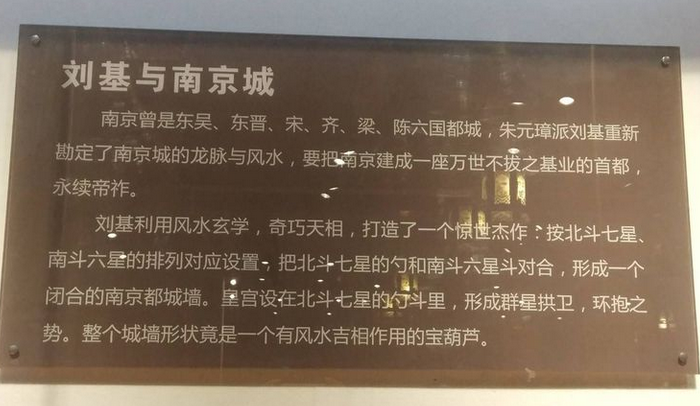 刘基与南京城
南京曾是东吴、东晋、宋、齐、梁、陈六国都城，朱元璋派刘基重新
勘定了南京城的龙脉与风水，要把南京建成一座万世不拔之基业的首都，
永续帝祚。
刘基利用风水玄学，奇巧天相，打造了一个惊世杰作：按北斗七星、
南斗六星的排列对应设置，把北斗七星的勺和南斗六星斗对合，形成一个
闭合的南京都城墙。皇宫设在北斗七星的勺斗里，形成群星拱卫，环抱之
势。整个城墙形状竟是一个有风水吉相作用的宝葫芦。